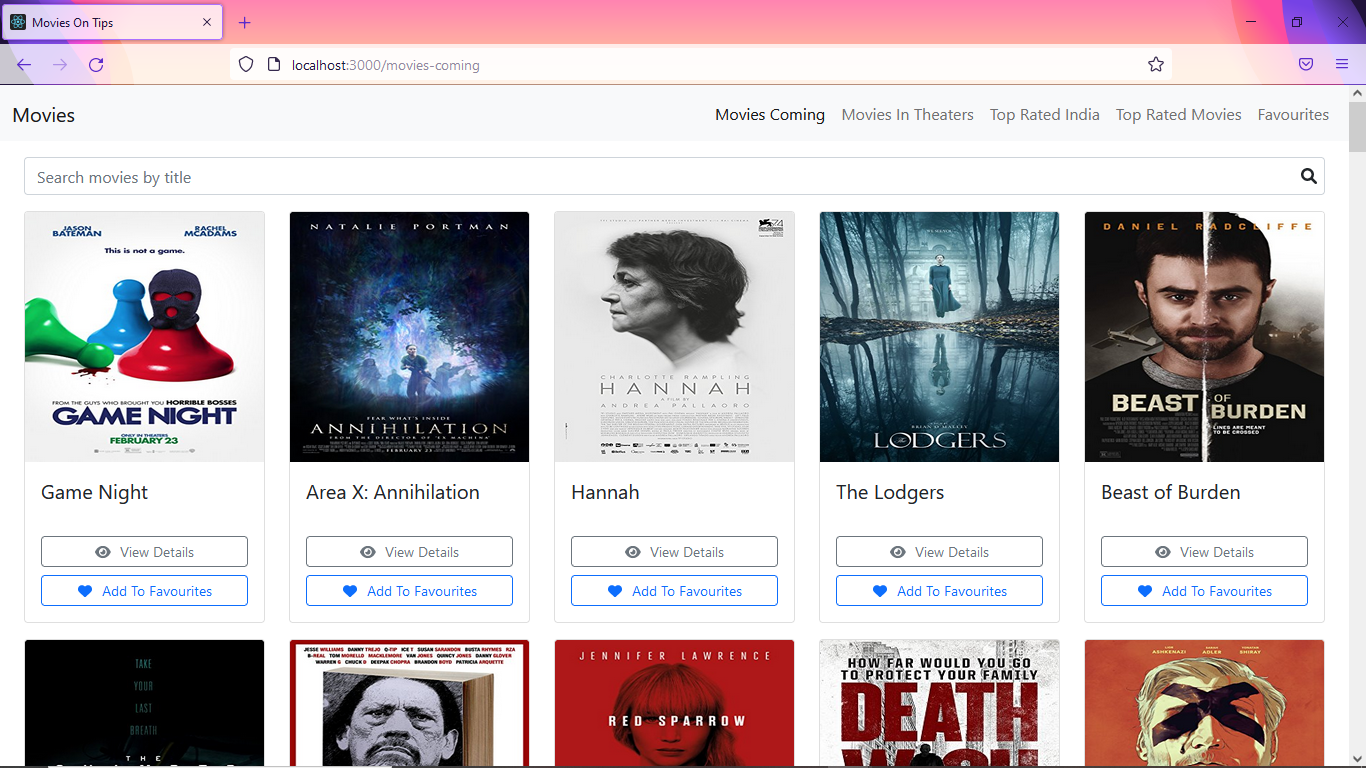 Movies On Tips
localhost:3000/movies-coming
Movies
Movies Coming
Movies In Theaters
Top Rated India
Top Rated Movies
Favourites
Search movies by title
JASON BATEMAN
RACHEL McADAMS
This is not a game.
FROM THE GUYS WHO BROUGHT YOU HORRIBLE BOSSES
GAME NIGHT
ONLY IN THEATERS
FEBRUARY 23
NATALIE PORTMAN
FEAR WHAT'S INSIDE
ANNIHILATION
FROM THE DIRECTOR OF 'EX MACHINA'
FEBRUARY 23
CHARLOTTE RAMPLING
HANNAH
A FILM BY
ANDREA PALLAORO
BRIAN O'MALLEY
THE LODGERS
DANIEL RADCLIFFE
BEAST OF BURDEN
LINES ARE MEANT
TO BE CROSSED
Game Night
Area X: Annihilation
Hannah
The Lodgers
Beast of Burden
View Details
View Details
View Details
View Details
View Details
Add To Favourites
Add To Favourites
Add To Favourites
Add To Favourites
Add To Favourites
TAKE
YOUR
LAST
BREATH
THE
JESSE WILLIAMS DANNY TREJO Q-TIP ICE T SUSAN SARANDON BUSTA RHYMES RZA
B-REAL TOM MORELLO MACKLEMORE VAN JONES QUINCY JONES DANNY GLOVER
WARREN G CHUCK D DEEPAK CHOPRA BRANDON BOYD PATRICIA ARQUETTE
JENNIFER LAWRENCE
RED SPARROW
HOW FAR WOULD YOU GO
TO PROTECT YOUR FAMILY
DEATH
LIOR ASHKENAZI
SARAH ADLER
YONATAN SHIRAY